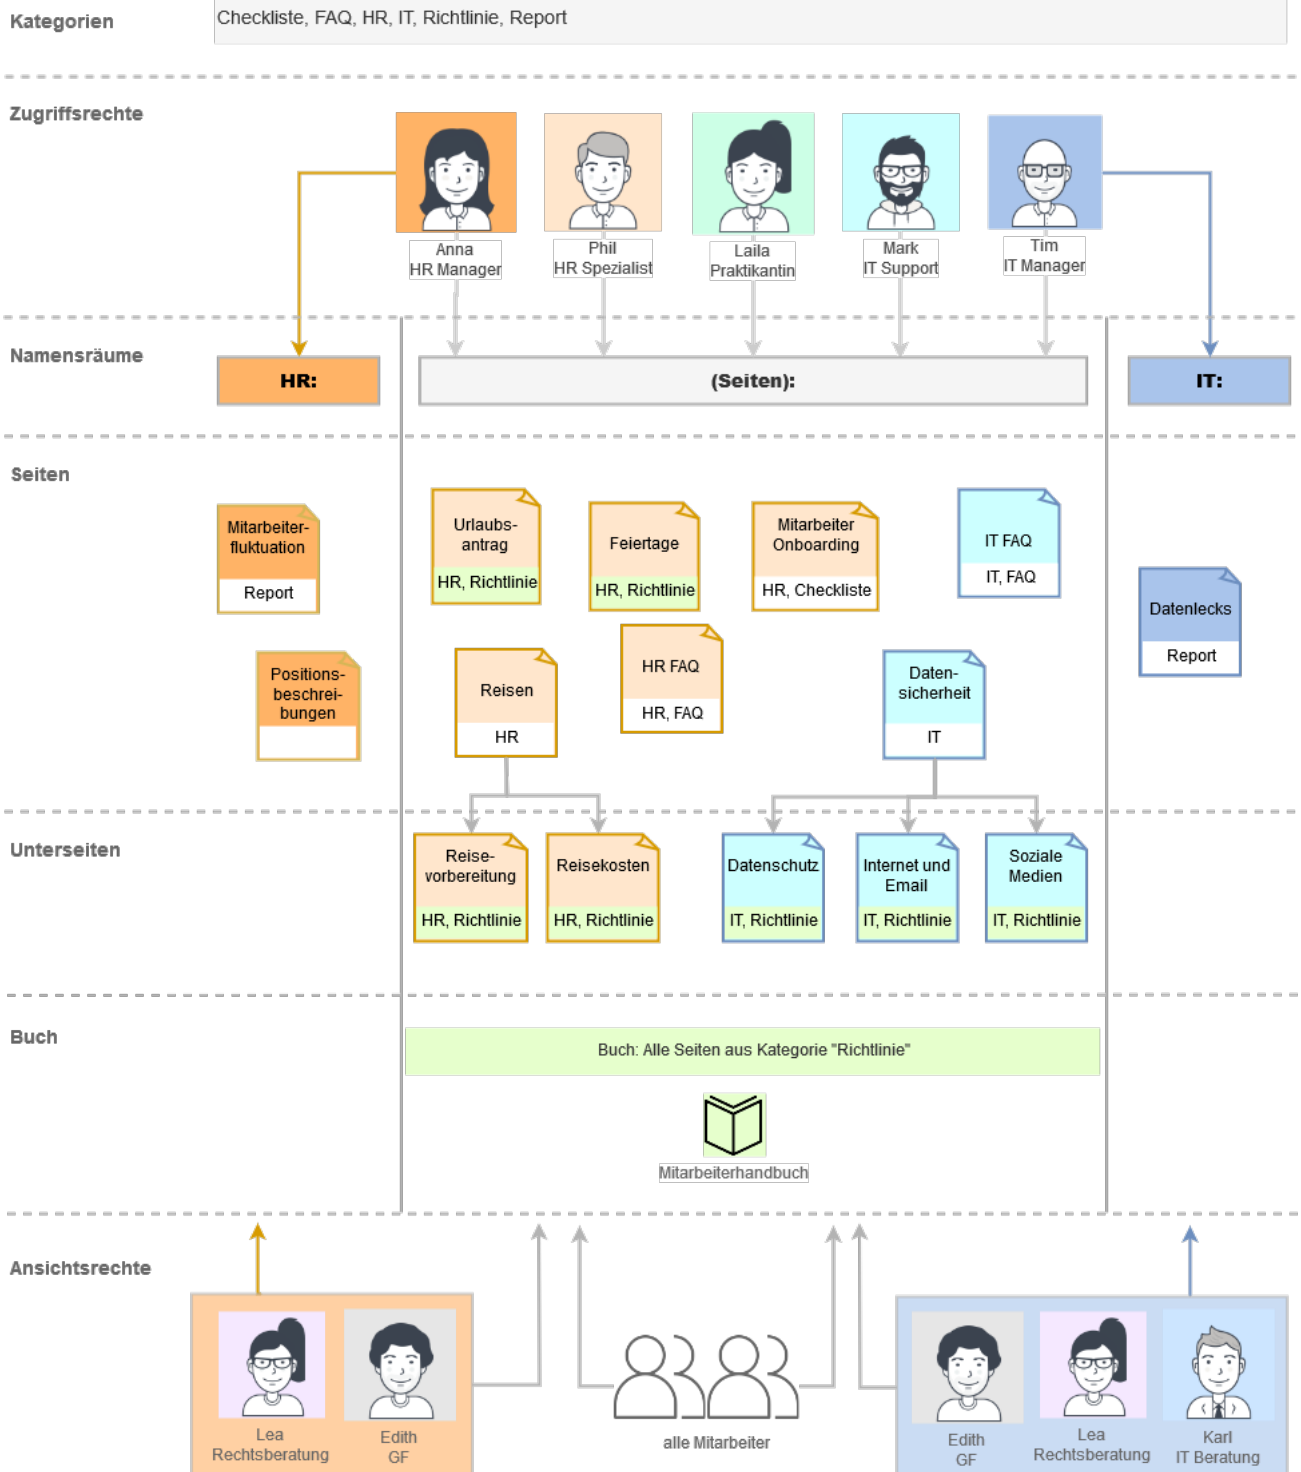 Kategorien
Checkliste, FAQ, HR, IT, Richtlinie, Report
Zugriffsrechte
Anna
HR Manager
Phil
HR Spezialist
Laila
Praktikantin
Mark
IT Support
Tim
IT Manager
Namensräume
HR:
(Seiten):
IT:
Seiten
Mitarbeiter-
fluktuation
Report
Urlaubs-
antrag
HR, Richtlinie
Feiertage
HR, Richtlinie
Mitarbeiter
Onboarding
HR, Checkliste
IT FAQ
IT, FAQ
Datenlecks
Report
Positions-
beschrei-
bungen
Reisen
HR
HR FAQ
HR, FAQ
Daten-
sicherheit
IT
Unterseiten
Reise-
vorbereitung
HR, Richtlinie
Reisekosten
HR, Richtlinie
Datenschutz
IT, Richtlinie
Internet und
Email
IT, Richtlinie
Soziale
Medien
IT, Richtlinie
Buch
Buch: Alle Seiten aus Kategorie "Richtlinie"
Mitarbeiterhandbuch
Ansichtsrechte
Lea
Rechtsberatung
Edith
GF
alle Mitarbeiter
Edith
GF
Lea
Rechtsberatung
Karl
IT Beratung